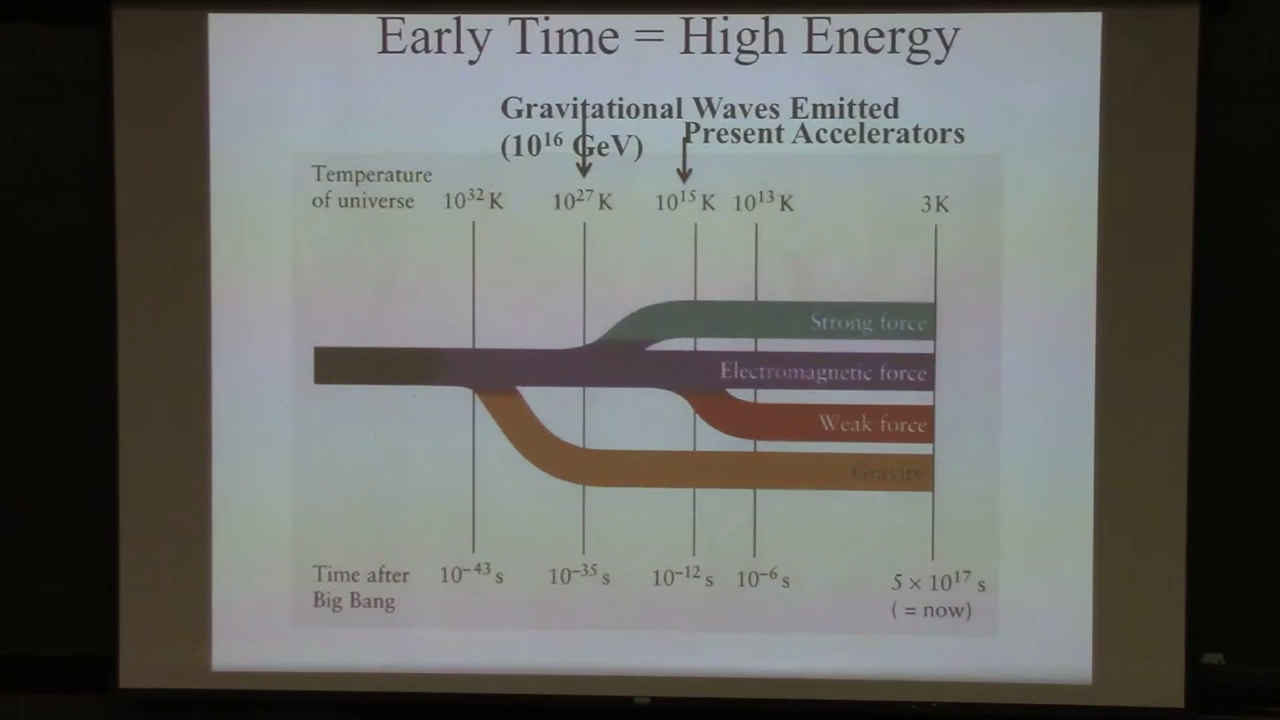 Early Time = High Energy
Gravitational Waves Emitted
(10¹⁶ GeV)
Present Accelerators
Temperature
of universe
10³² K
10²⁷ K
10¹⁵ K
10¹³ K
3 K
Strong force
Electromagnetic force
Weak force
Gravity
Time after
Big Bang
10⁻⁴³ s
10⁻³⁵ s
10⁻¹² s
10⁻⁶ s
5 × 10¹⁷ s
( = now)